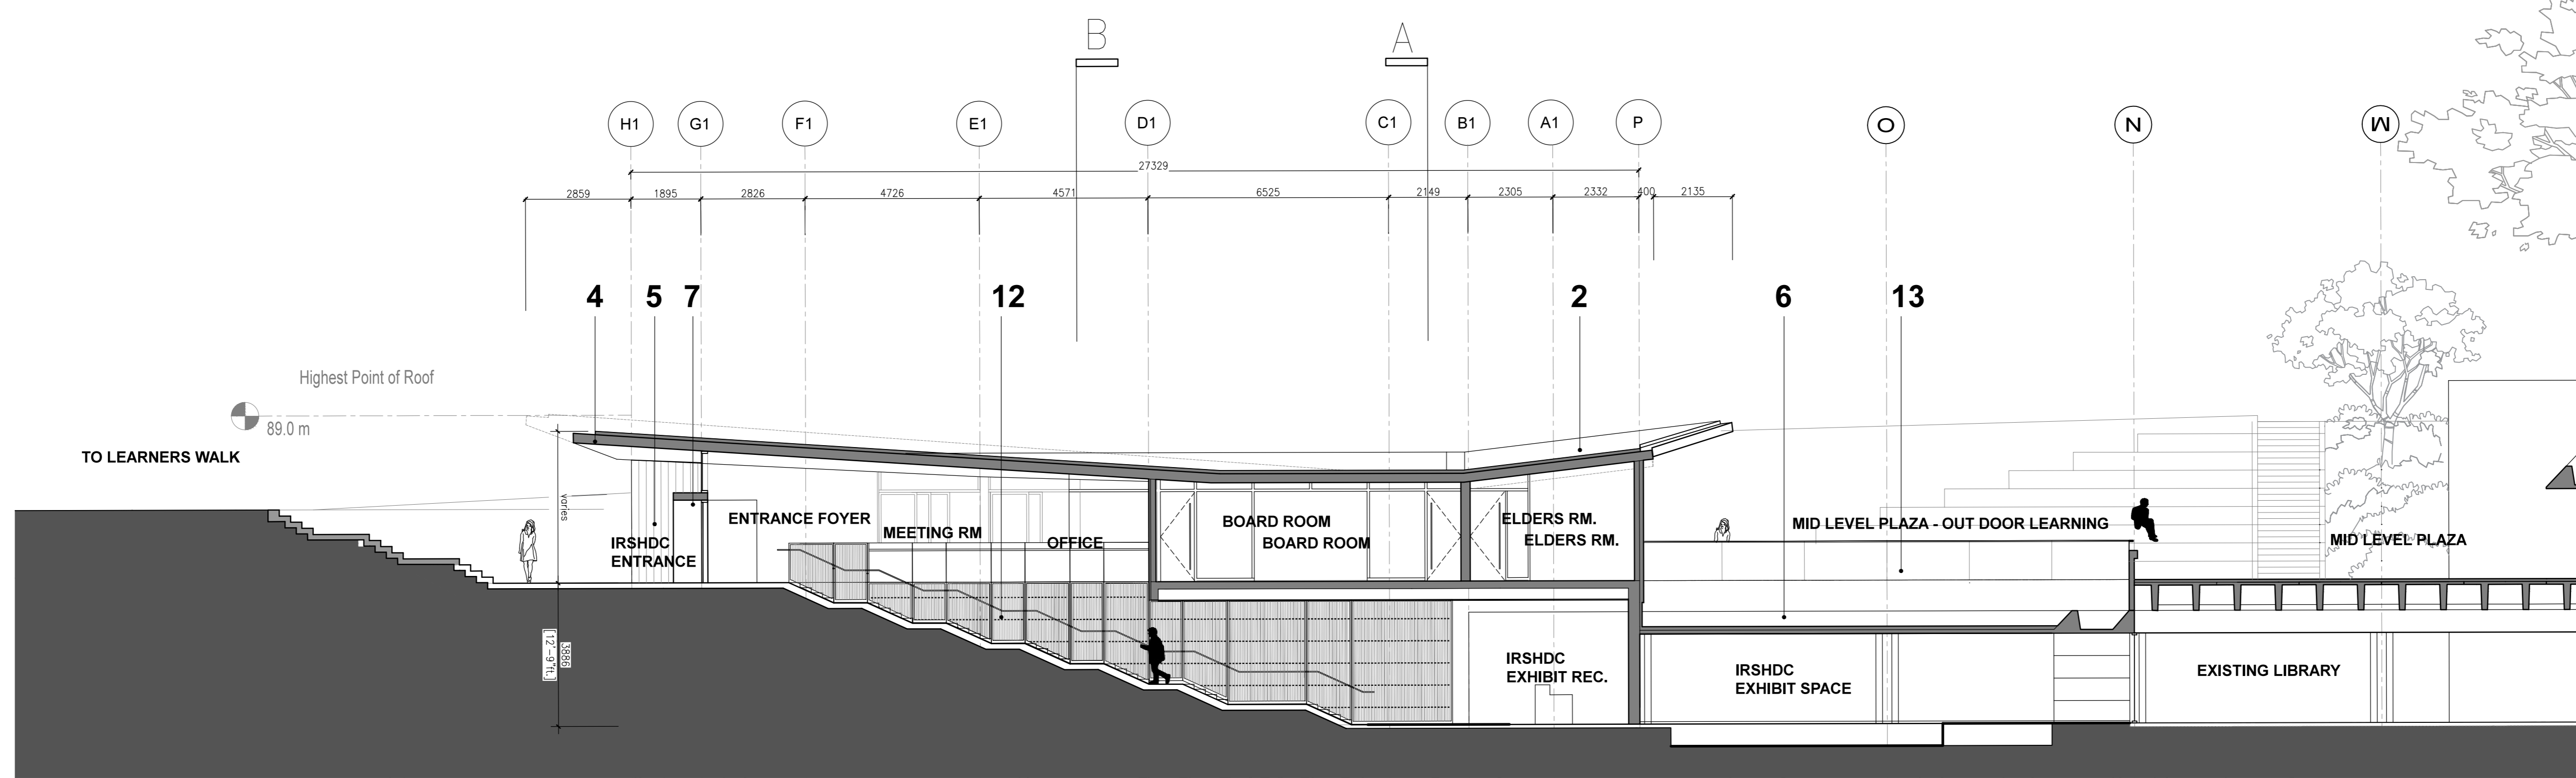 B
A
H1
G1
F1
E1
D1
C1
B1
A1
P
O
N
M
27329
2859
1895
2826
4726
4571
6525
2149
2305
2332
400
2135
4
5
7
12
2
6
13
Highest Point of Roof
89.0 m
TO LEARNERS WALK
varies
IRSHDC
ENTRANCE
ENTRANCE FOYER
MEETING RM
OFFICE
BOARD ROOM
BOARD ROOM
ELDERS RM.
ELDERS RM.
MID LEVEL PLAZA - OUT DOOR LEARNING
MID LEVEL PLAZA
3886
[12'-9"ft.]
IRSHDC
EXHIBIT REC.
IRSHDC
EXHIBIT SPACE
EXISTING LIBRARY